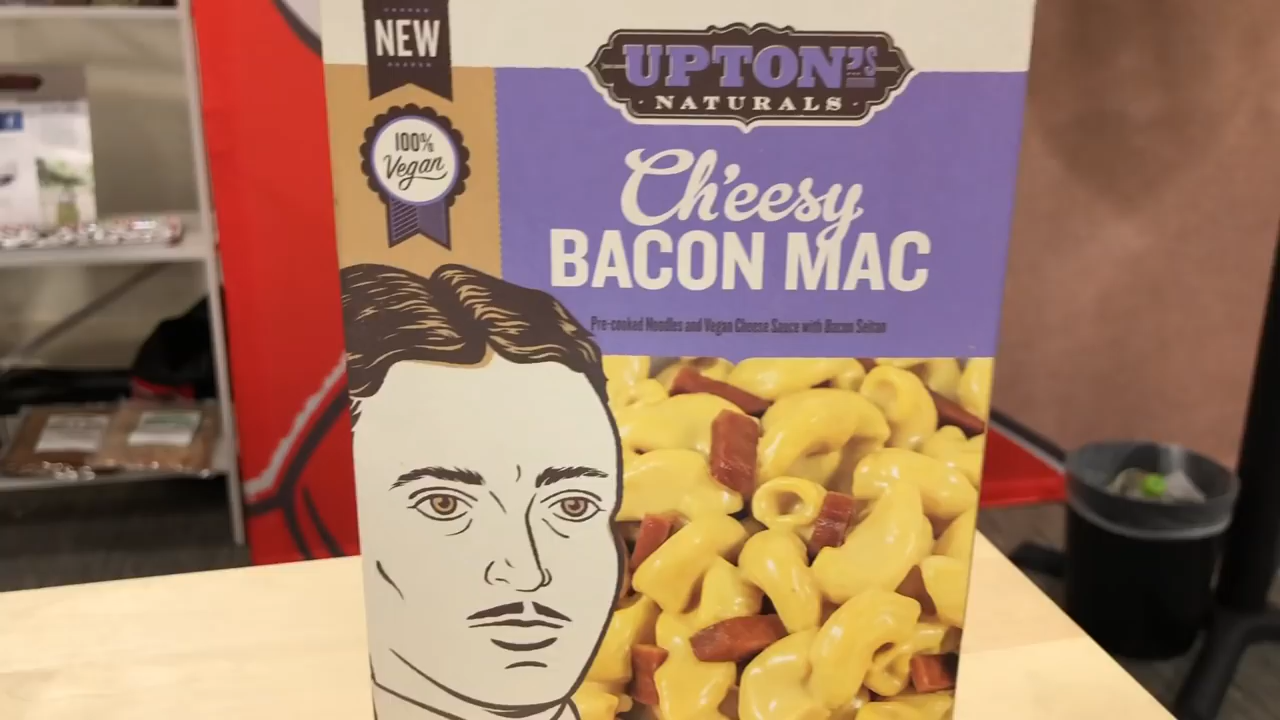 NEW
100%
Vegan
UPTON'S
NATURALS
Ch'eesy
BACON MAC
Pre-cooked Noodles and Vegan Cheese Sauce with Bacon Seitan